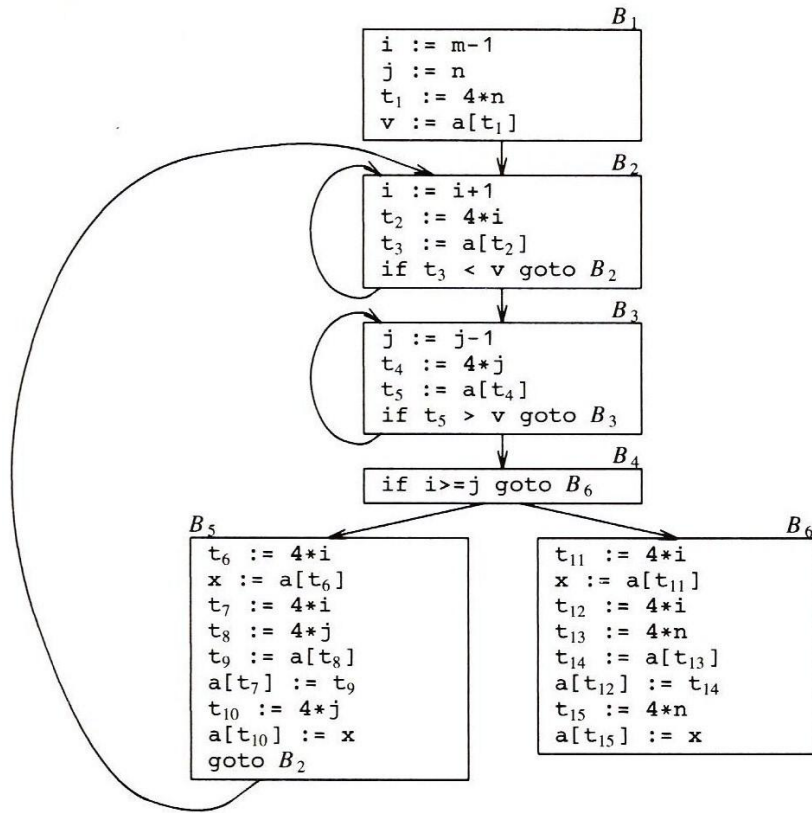 B₁
i := m-1
j := n
t₁ := 4*n
v := a[t₁]
B₂
i := i+1
t₂ := 4*i
t₃ := a[t₂]
if t₃ < v goto B₂
B₃
j := j-1
t₄ := 4*j
t₅ := a[t₄]
if t₅ > v goto B₃
B₄
if i>=j goto B₆
B₅
t₆ := 4*i
x := a[t₆]
t₇ := 4*i
t₈ := 4*j
t₉ := a[t₈]
a[t₇] := t₉
t₁₀ := 4*j
a[t₁₀] := x
goto B₂
B₆
t₁₁ := 4*i
x := a[t₁₁]
t₁₂ := 4*i
t₁₃ := 4*n
t₁₄ := a[t₁₃]
a[t₁₂] := t₁₄
t₁₅ := 4*n
a[t₁₅] := x